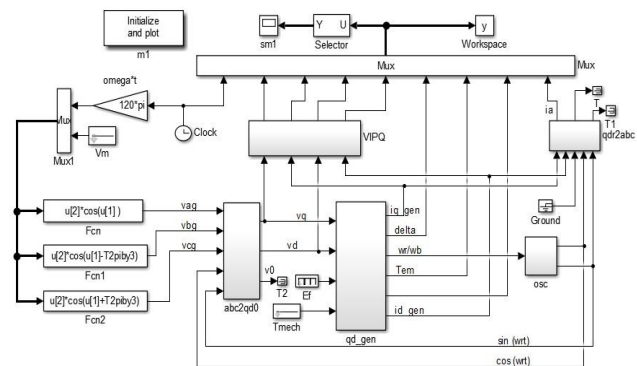 Initialize
and plot
m1
sm1
Y U
Selector
y
Workspace
Mux
Mux
omega*t
120*pi
Clock
Mux
Mux1
Vm
VIPQ
ia
T
T1
qdr2abc
Ground
u[2]*cos(u[1] )
Fcn
vag
u[2]*cos(u[1]-T2piby3)
Fcn1
vbg
u[2]*cos(u[1]+T2piby3)
Fcn2
vcg
abc2qd0
vq
vd
v0
T2
Ef
Tmech
qd_gen
iq_gen
delta
wr/wb
Tem
id_gen
osc
sin (wrt)
cos (wrt)